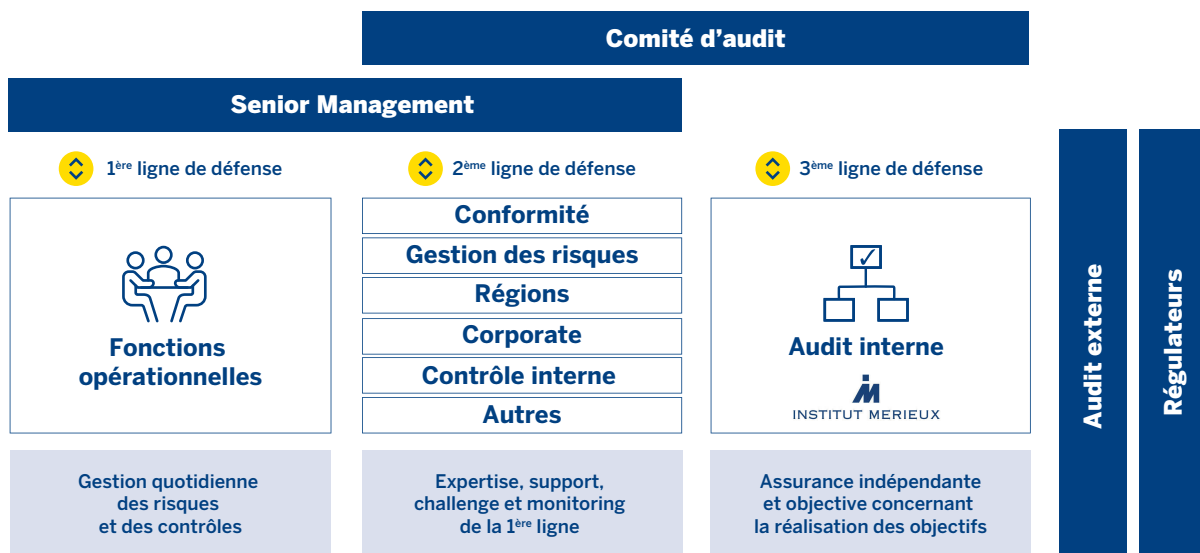 Comité d’audit
Senior Management
1ère ligne de défense
Fonctions
opérationnelles
Gestion quotidienne
des risques
et des contrôles
2ème ligne de défense
Conformité
Gestion des risques
Régions
Corporate
Contrôle interne
Autres
Expertise, support,
challenge et monitoring
de la 1ère ligne
3ème ligne de défense
Audit interne
INSTITUT MERIEUX
Assurance indépendante
et objective concernant
la réalisation des objectifs
Audit externe
Régulateurs